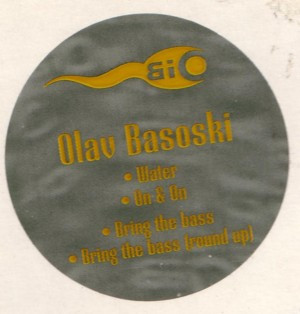 BiO
Olav Basoski
• Water
• On & On
• Bring the bass
• Bring the bass (round up)